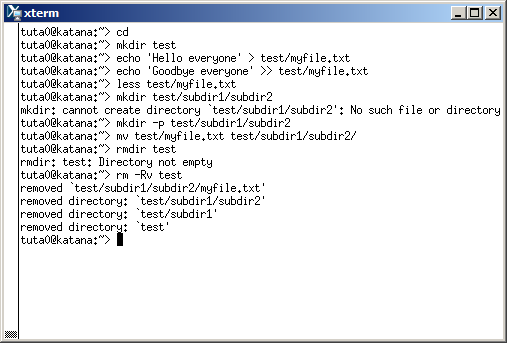 xterm
tuta0@katana:~> cd
tuta0@katana:~> mkdir test
tuta0@katana:~> echo 'Hello everyone' > test/myfile.txt
tuta0@katana:~> echo 'Goodbye everyone' >> test/myfile.txt
tuta0@katana:~> less test/myfile.txt
tuta0@katana:~> mkdir test/subdir1/subdir2
mkdir: cannot create directory `test/subdir1/subdir2': No such file or directory
tuta0@katana:~> mkdir -p test/subdir1/subdir2
tuta0@katana:~> mv test/myfile.txt test/subdir1/subdir2/
tuta0@katana:~> rmdir test
rmdir: test: Directory not empty
tuta0@katana:~> rm -Rv test
removed `test/subdir1/subdir2/myfile.txt'
removed directory: `test/subdir1/subdir2'
removed directory: `test/subdir1'
removed directory: `test'
tuta0@katana:~>